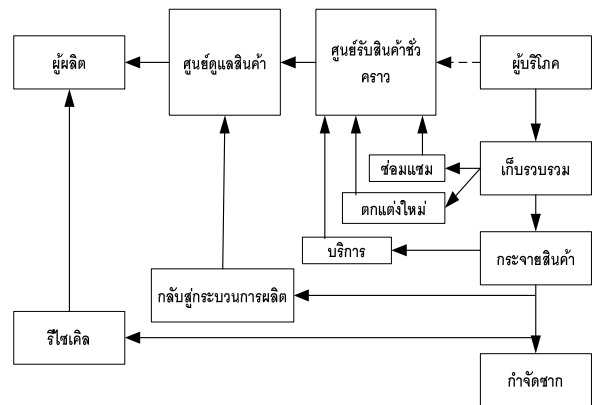 ผู้ผลิต
ศูนย์ดูแลสินค้า
ศูนย์รับสินค้าชั่ว
คราว
ผู้บริโภค
ซ่อมแซม
เก็บรวบรวม
ตกแต่งใหม่
บริการ
กระจายสินค้า
กลับสู่กระบวนการผลิต
รีไซเคิล
กำจัดซาก